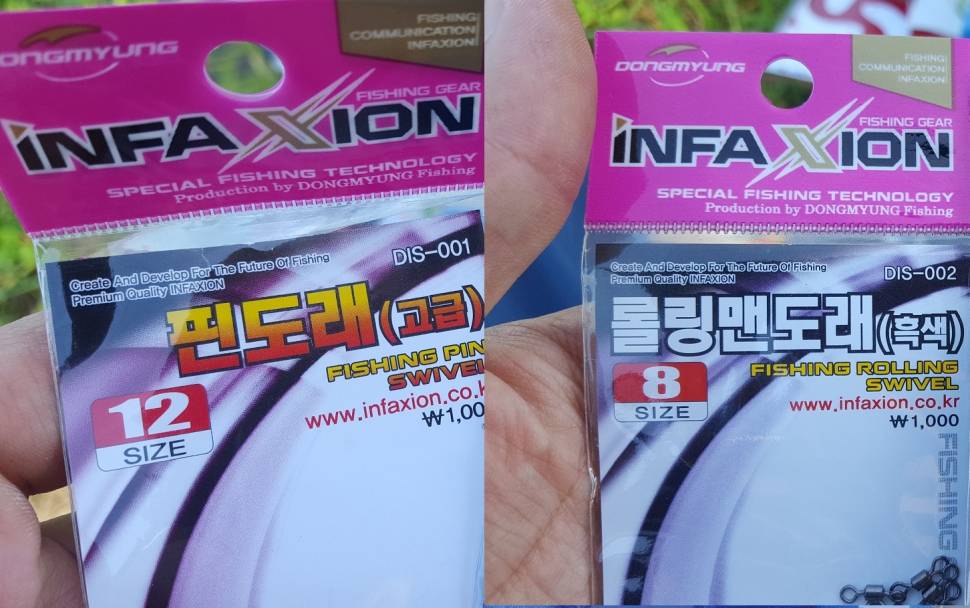 DONGMYUNG
FISHING
COMMUNICATION
INFAXION
FISHING GEAR
INFAXION
SPECIAL FISHING TECHNOLOGY
Production by DONGMYUNG Fishing
Create And Develop For The Future Of Fishing
Premium Quality INFAXION
DIS-001
핀도래(고급)
FISHING PIN
SWIVEL
12
SIZE
www.infaxion.co.kr
₩1,00
DONGMYUNG
FISHING
COMMUNICATION
INFAXION
FISHING GEAR
INFAXION
SPECIAL FISHING TECHNOLOGY
Production by DONGMYUNG Fishing
Create And Develop For The Future Of Fishing
Premium Quality INFAXION
DIS-002
롤링맨도래(흑색)
FISHING ROLLING
SWIVEL
8
SIZE
www.infaxion.co.kr
₩1,000
FISHING